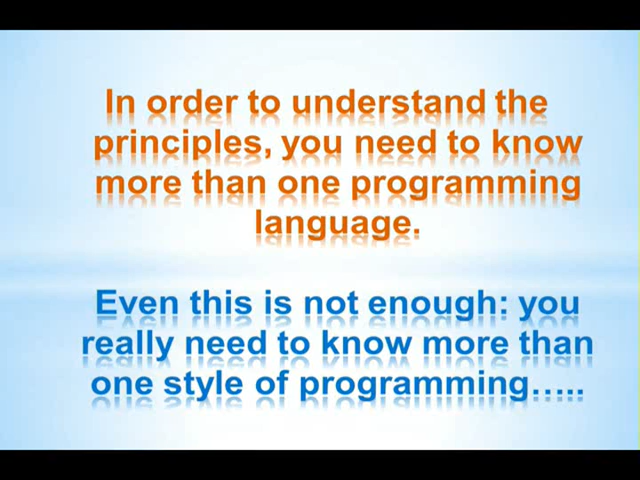 In order to understand the
principles, you need to know
more than one programming
language.
Even this is not enough: you
really need to know more than
one style of programming…..